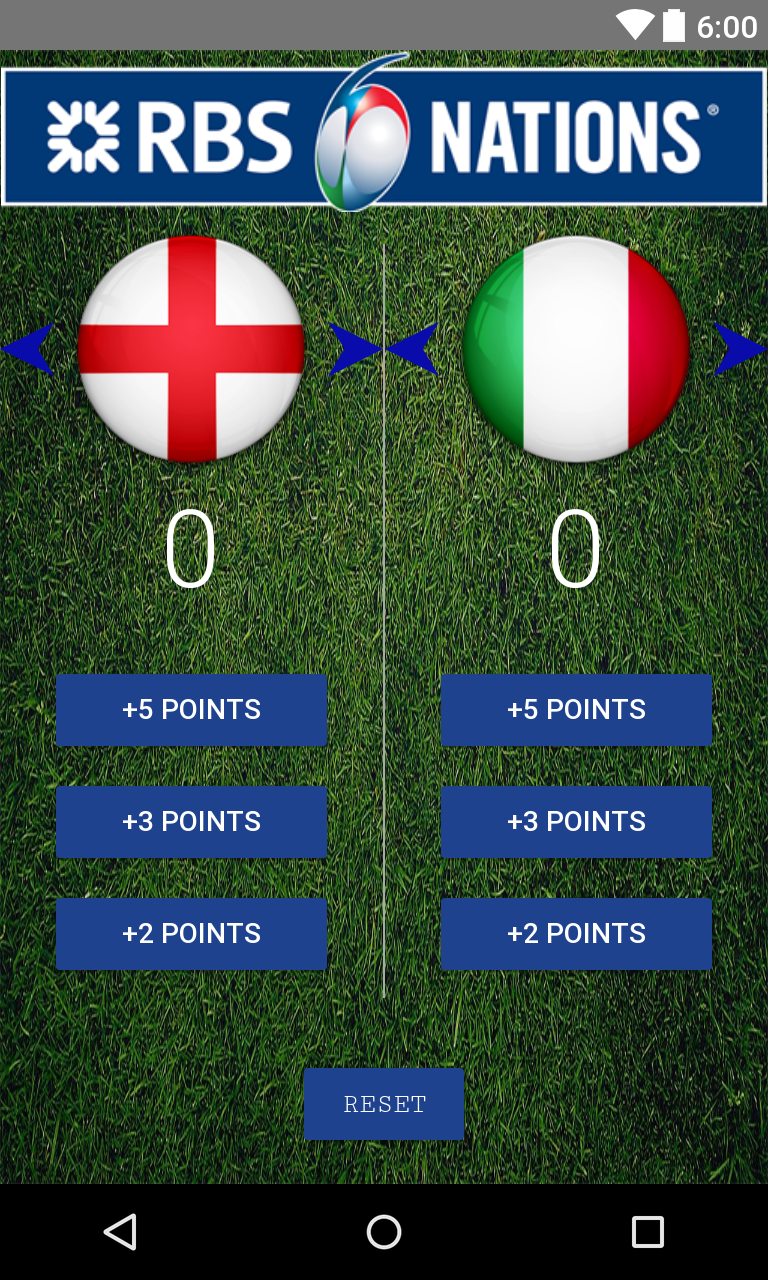 6:00
RBS 6 NATIONS ®
0 0
+5 POINTS +5 POINTS
+3 POINTS +3 POINTS
+2 POINTS +2 POINTS
RESET